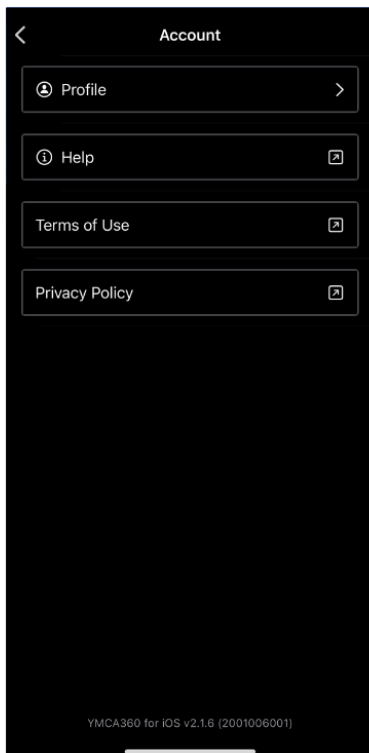 Account
Profile
Help
Terms of Use
Privacy Policy
YMCA360 for iOS v2.1.6 (2001006001)